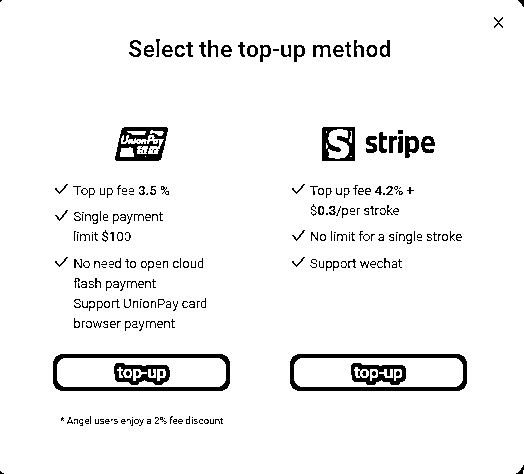 Select the top-up method
UnionPay
银联
stripe
Top up fee 3.5 %
Single payment
limit $100
No need to open cloud
flash payment
Support UnionPay card
browser payment
top-up
* Angel users enjoy a 2% fee discount
Top up fee 4.2% +
$0.3/per stroke
No limit for a single stroke
Support wechat
top-up